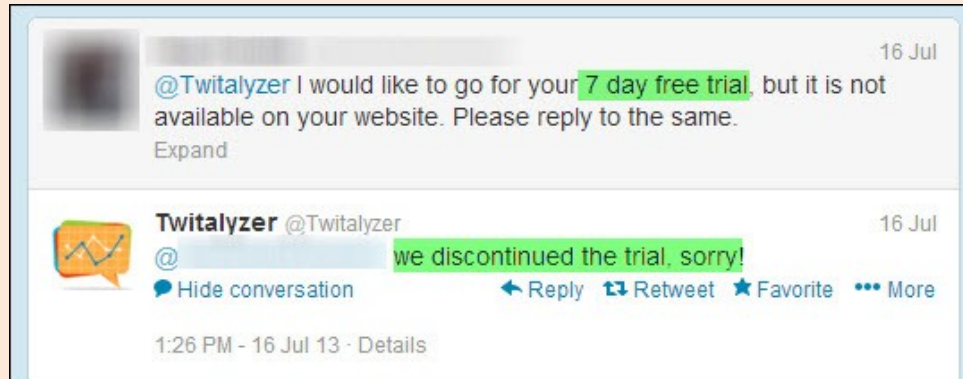 16 Jul
@Twitalyzer I would like to go for your 7 day free trial, but it is not
available on your website. Please reply to the same.
Expand
Twitalyzer @Twitalyzer 16 Jul
@ we discontinued the trial, sorry!
Hide conversation Reply Retweet Favorite More
1:26 PM - 16 Jul 13 · Details